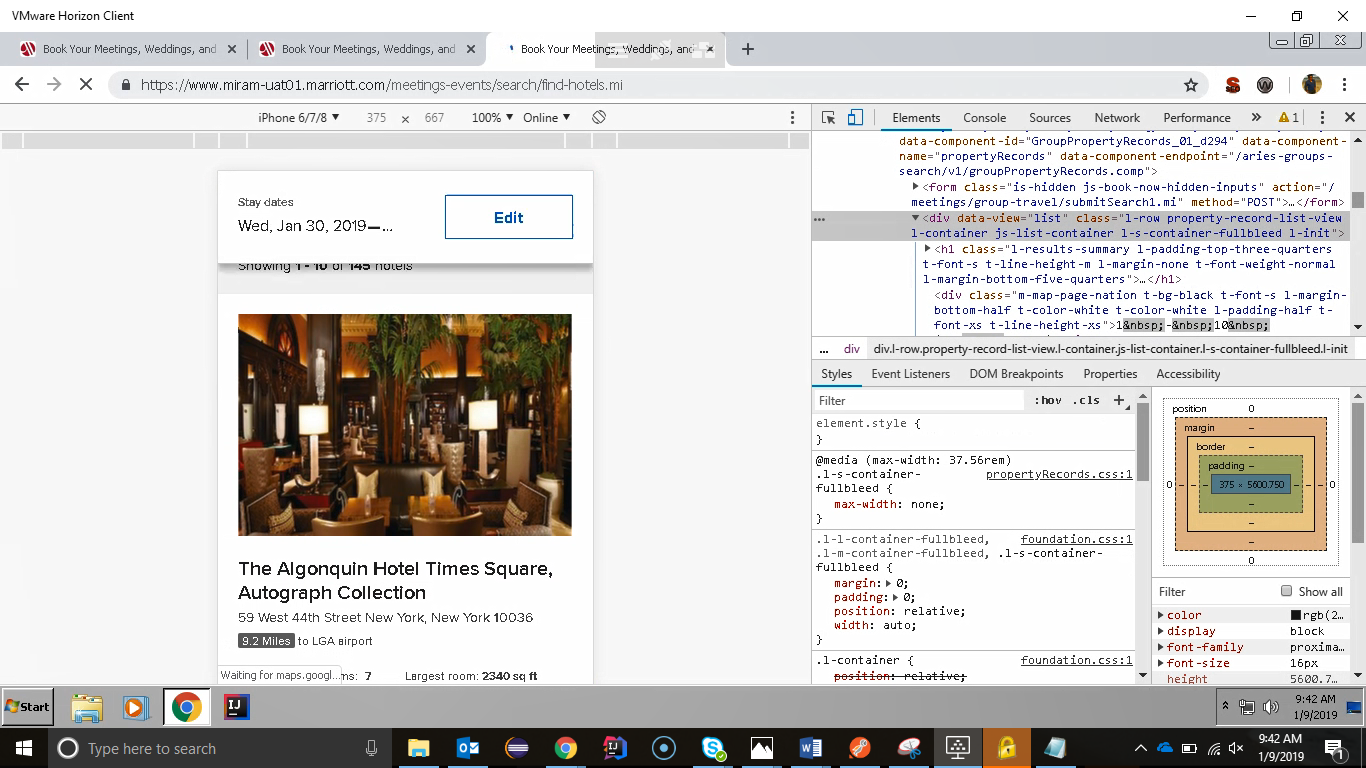 VMware Horizon Client
Book Your Meetings, Weddings, and
Book Your Meetings, Weddings, and
Book Your Meetings, Weddings, and
https://www.miram-uat01.marriott.com/meetings-events/search/find-hotels.mi
iPhone 6/7/8 ▼ 375 × 667 100% ▼ Online ▼
Stay dates
Wed, Jan 30, 2019—...
Edit
Showing 1 - 10 of 145 hotels
The Algonquin Hotel Times Square,
Autograph Collection
59 West 44th Street New York, New York 10036
9.2 Miles to LGA airport
Waiting for maps.googl...
ms: 7 Largest room: 2340 sq ft
Elements Console Sources Network Performance » 1
data-component-id="GroupPropertyRecords_01_d294" data-component-
name="propertyRecords" data-component-endpoint="/aries-groups-
search/v1/groupPropertyRecords.comp">
<form class="is-hidden js-book-now-hidden-inputs" action="/
meetings/group-travel/submitSearch1.mi" method="POST">…</form>
<div data-view="list" class="l-row property-record-list-view
l-container js-list-container l-s-container-fullbleed l-init">
<h1 class="l-results-summary l-padding-top-three-quarters
t-font-s t-line-height-m l-margin-none t-font-weight-normal
l-margin-bottom-five-quarters">…</h1>
<div class="m-map-page-nation t-bg-black t-font-s l-margin-
bottom-half t-color-white l-padding-half t-
font-xs t-line-height-xs">1&nbsp;-&nbsp;10&nbsp;
... div div.l-row.property-record-list-view.l-container.js-list-container.l-s-container-fullbleed.l-init
Styles Event Listeners DOM Breakpoints Properties Accessibility
Filter :hov .cls +
element.style {
}
@media (max-width: 37.56rem)
.l-s-container- propertyRecords.css:1
fullbleed {
max-width: none;
}
.l-l-container-fullbleed, foundation.css:1
.l-m-container-fullbleed, .l-s-container-
fullbleed {
margin: 0;
padding: 0;
position: relative;
width: auto;
}
.l-container { foundation.css:1
position: relative;
position 0
margin –
border –
padding –
0 – – – 375 × 5600.750 – – – 0
–
–
–
0
Filter Show all
color rgb(2…
display block
font-family proxima…
font-size 16px
height 5600.7…
Start
IJ
9:42 AM
1/9/2019
Type here to search
9:42 AM
1/9/2019
1